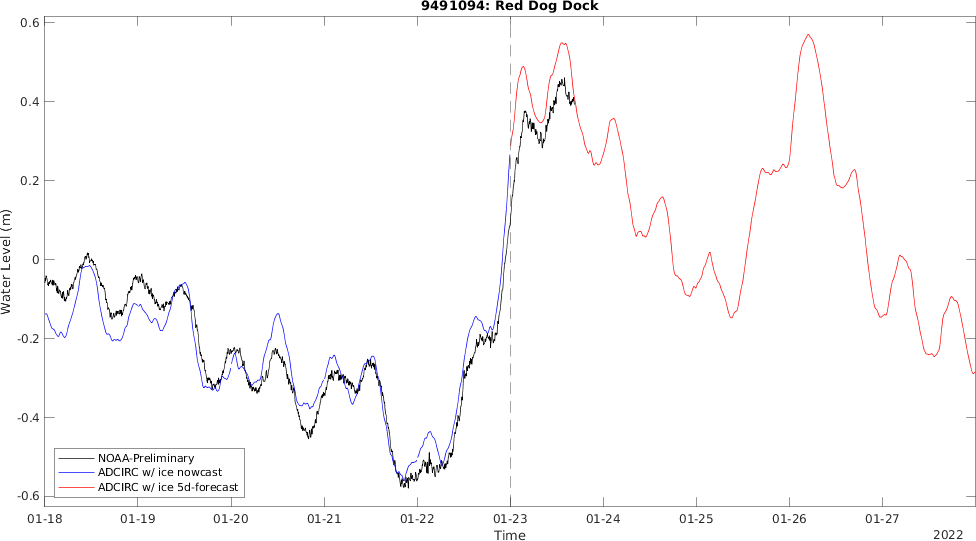 9491094: Red Dog Dock
0.6
0.4
0.2
0
-0.2
-0.4
-0.6
Water Level (m)
NOAA-Preliminary
ADCIRC w/ ice nowcast
ADCIRC w/ ice 5d-forecast
01-18 01-19 01-20 01-21 01-22 01-23 01-24 01-25 01-26 01-27
Time
2022